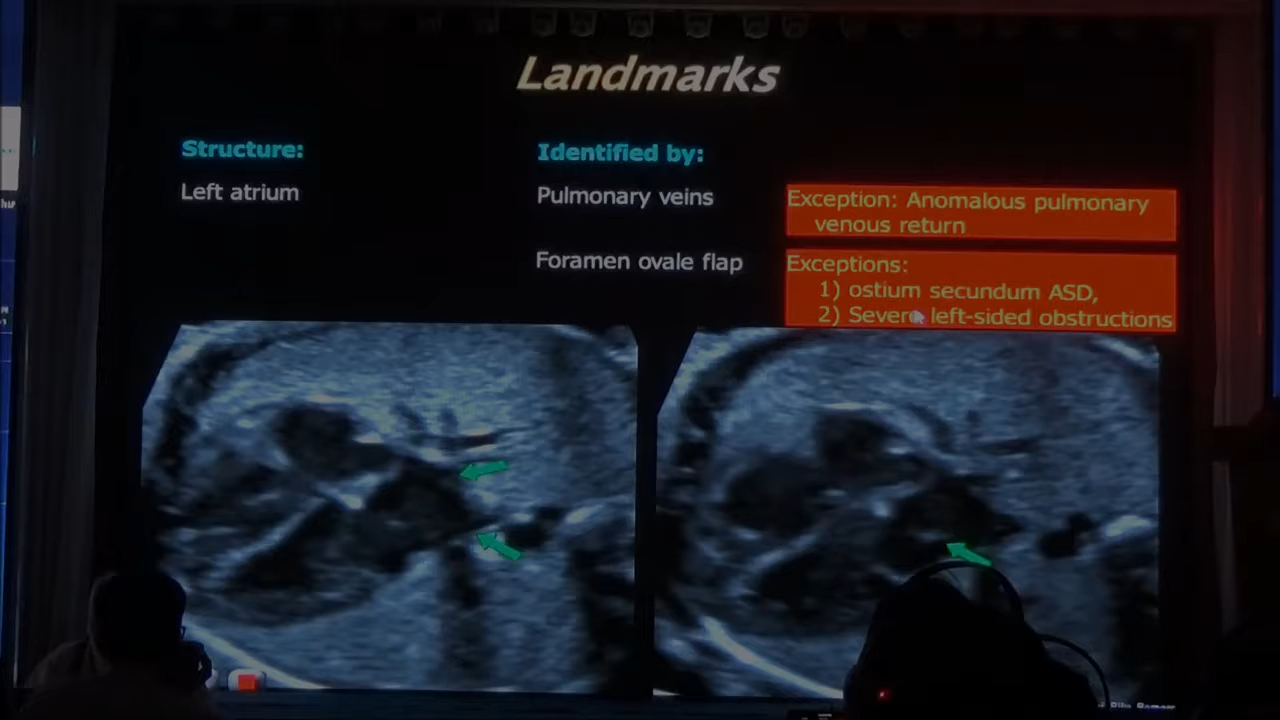 Landmarks
Structure:
Identified by:
Left atrium
Pulmonary veins
Exception: Anomalous pulmonary
venous return
Foramen ovale flap
Exceptions:
1) ostium secundum ASD,
2) Severe left-sided obstructions